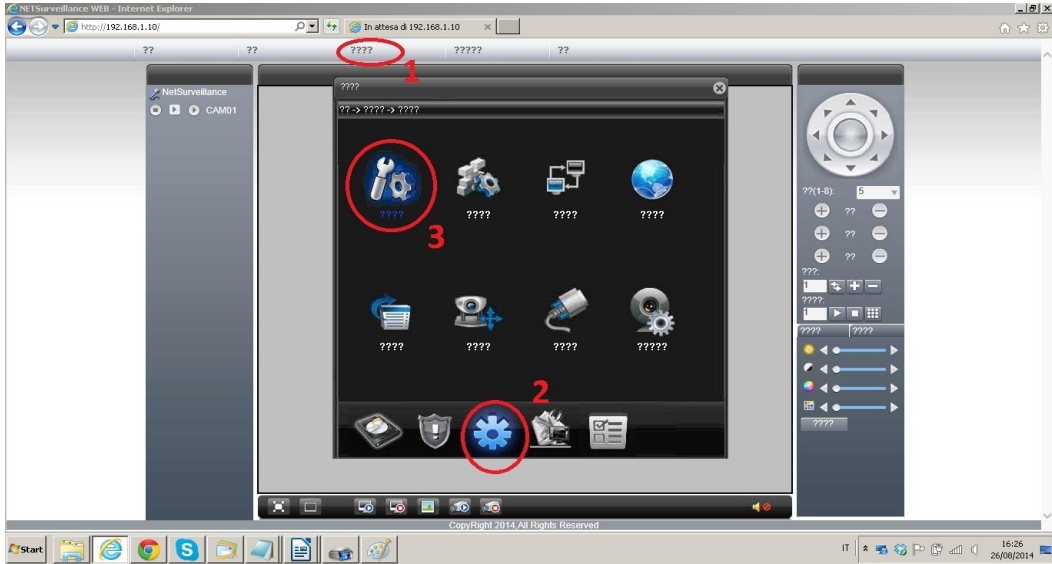 NETSurveillance WEB - Internet Explorer
http://192.168.1.10/
In attesa di 192.168.1.10
?? ?? ???? ????? ??
1
NetSurveillance
CAM01
????
?? -> ???? -> ????
???? ???? ???? ????
3
???? ???? ???? ?????
2
??(1-8): 5
??
??
??
???:
1
????:
1
???? ????
????
CopyRight 2014,All Rights Reserved
Start
IT
16:26
26/08/2014